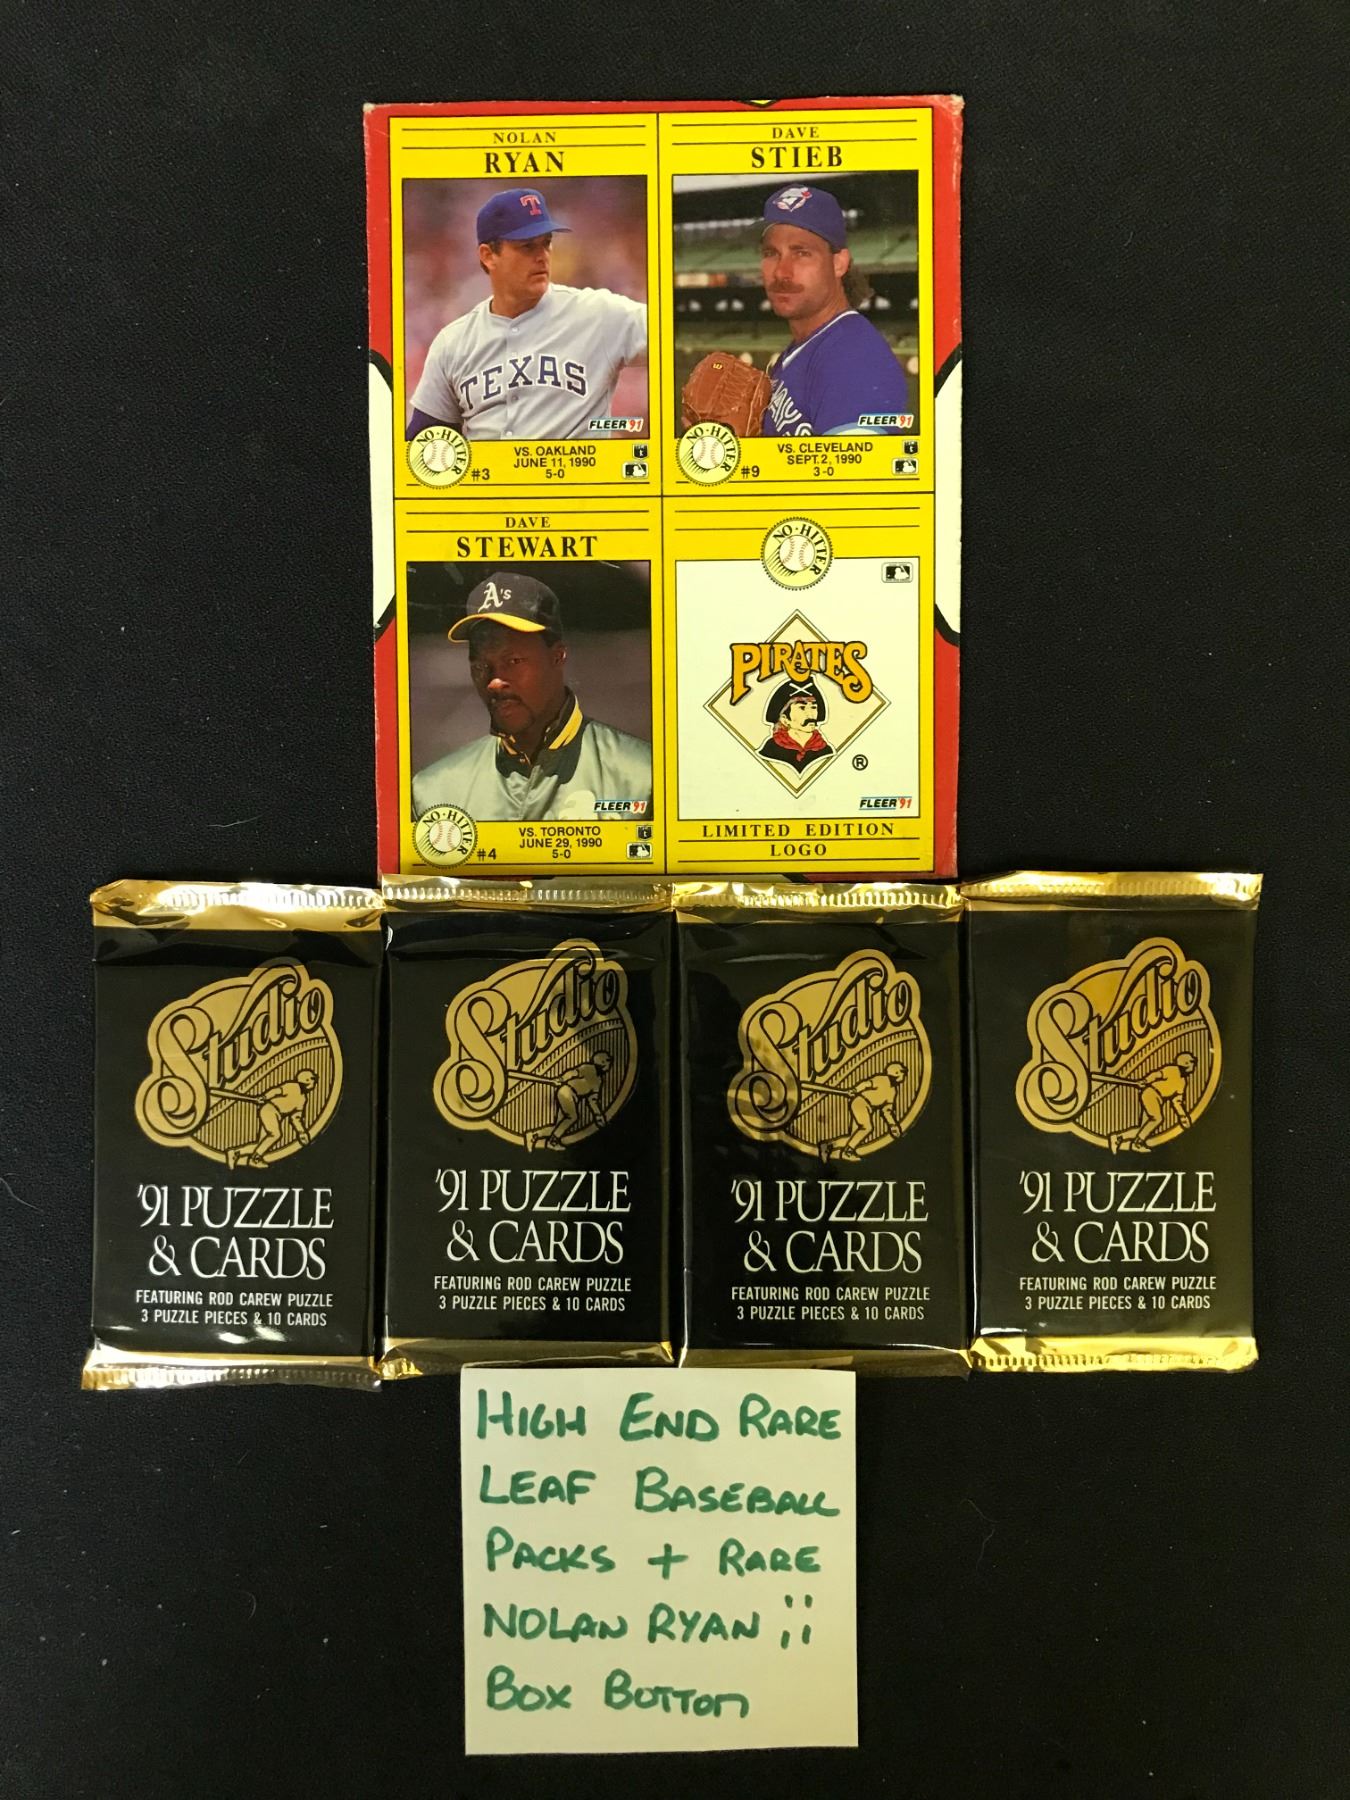 NOLAN
RYAN
T
TEXAS
FLEER '91
NO-HITTER
#3
VS. OAKLAND
JUNE 11, 1990
5-0
DAVE
STIEB
FLEER '91
NO-HITTER
#9
VS. CLEVELAND
SEPT. 2, 1990
3-0
DAVE
STEWART
A's
FLEER '91
NO-HITTER
#4
VS. TORONTO
JUNE 29, 1990
5-0
NO-HITTER
PIRATES
®
FLEER '91
LIMITED EDITION
LOGO
Studio
'91 PUZZLE
& CARDS
FEATURING ROD CAREW PUZZLE
3 PUZZLE PIECES & 10 CARDS
Studio
'91 PUZZLE
& CARDS
FEATURING ROD CAREW PUZZLE
3 PUZZLE PIECES & 10 CARDS
Studio
'91 PUZZLE
& CARDS
FEATURING ROD CAREW PUZZLE
3 PUZZLE PIECES & 10 CARDS
Studio
'91 PUZZLE
& CARDS
FEATURING ROD CAREW PUZZLE
3 PUZZLE PIECES & 10 CARDS
HIGH END RARE
LEAF BASEBALL
PACKS + RARE
NOLAN RYAN
BOX BOTTOM